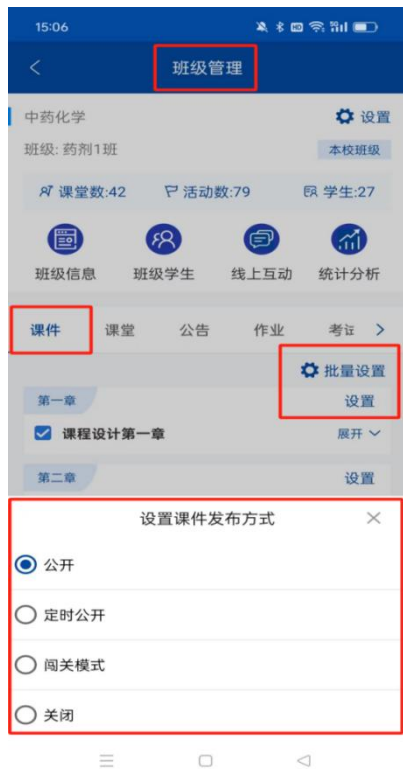 15:06
班级管理
中药化学 设置
班级: 药剂1班 本校班级
课堂数:42 活动数:79 学生:27
班级信息 班级学生 线上互动 统计分析
课件 课堂 公告 作业
批量设置
第一章 设置
课程设计第一章 展开
第二章 设置
设置课件发布方式
公开
定时公开
闯关模式
关闭